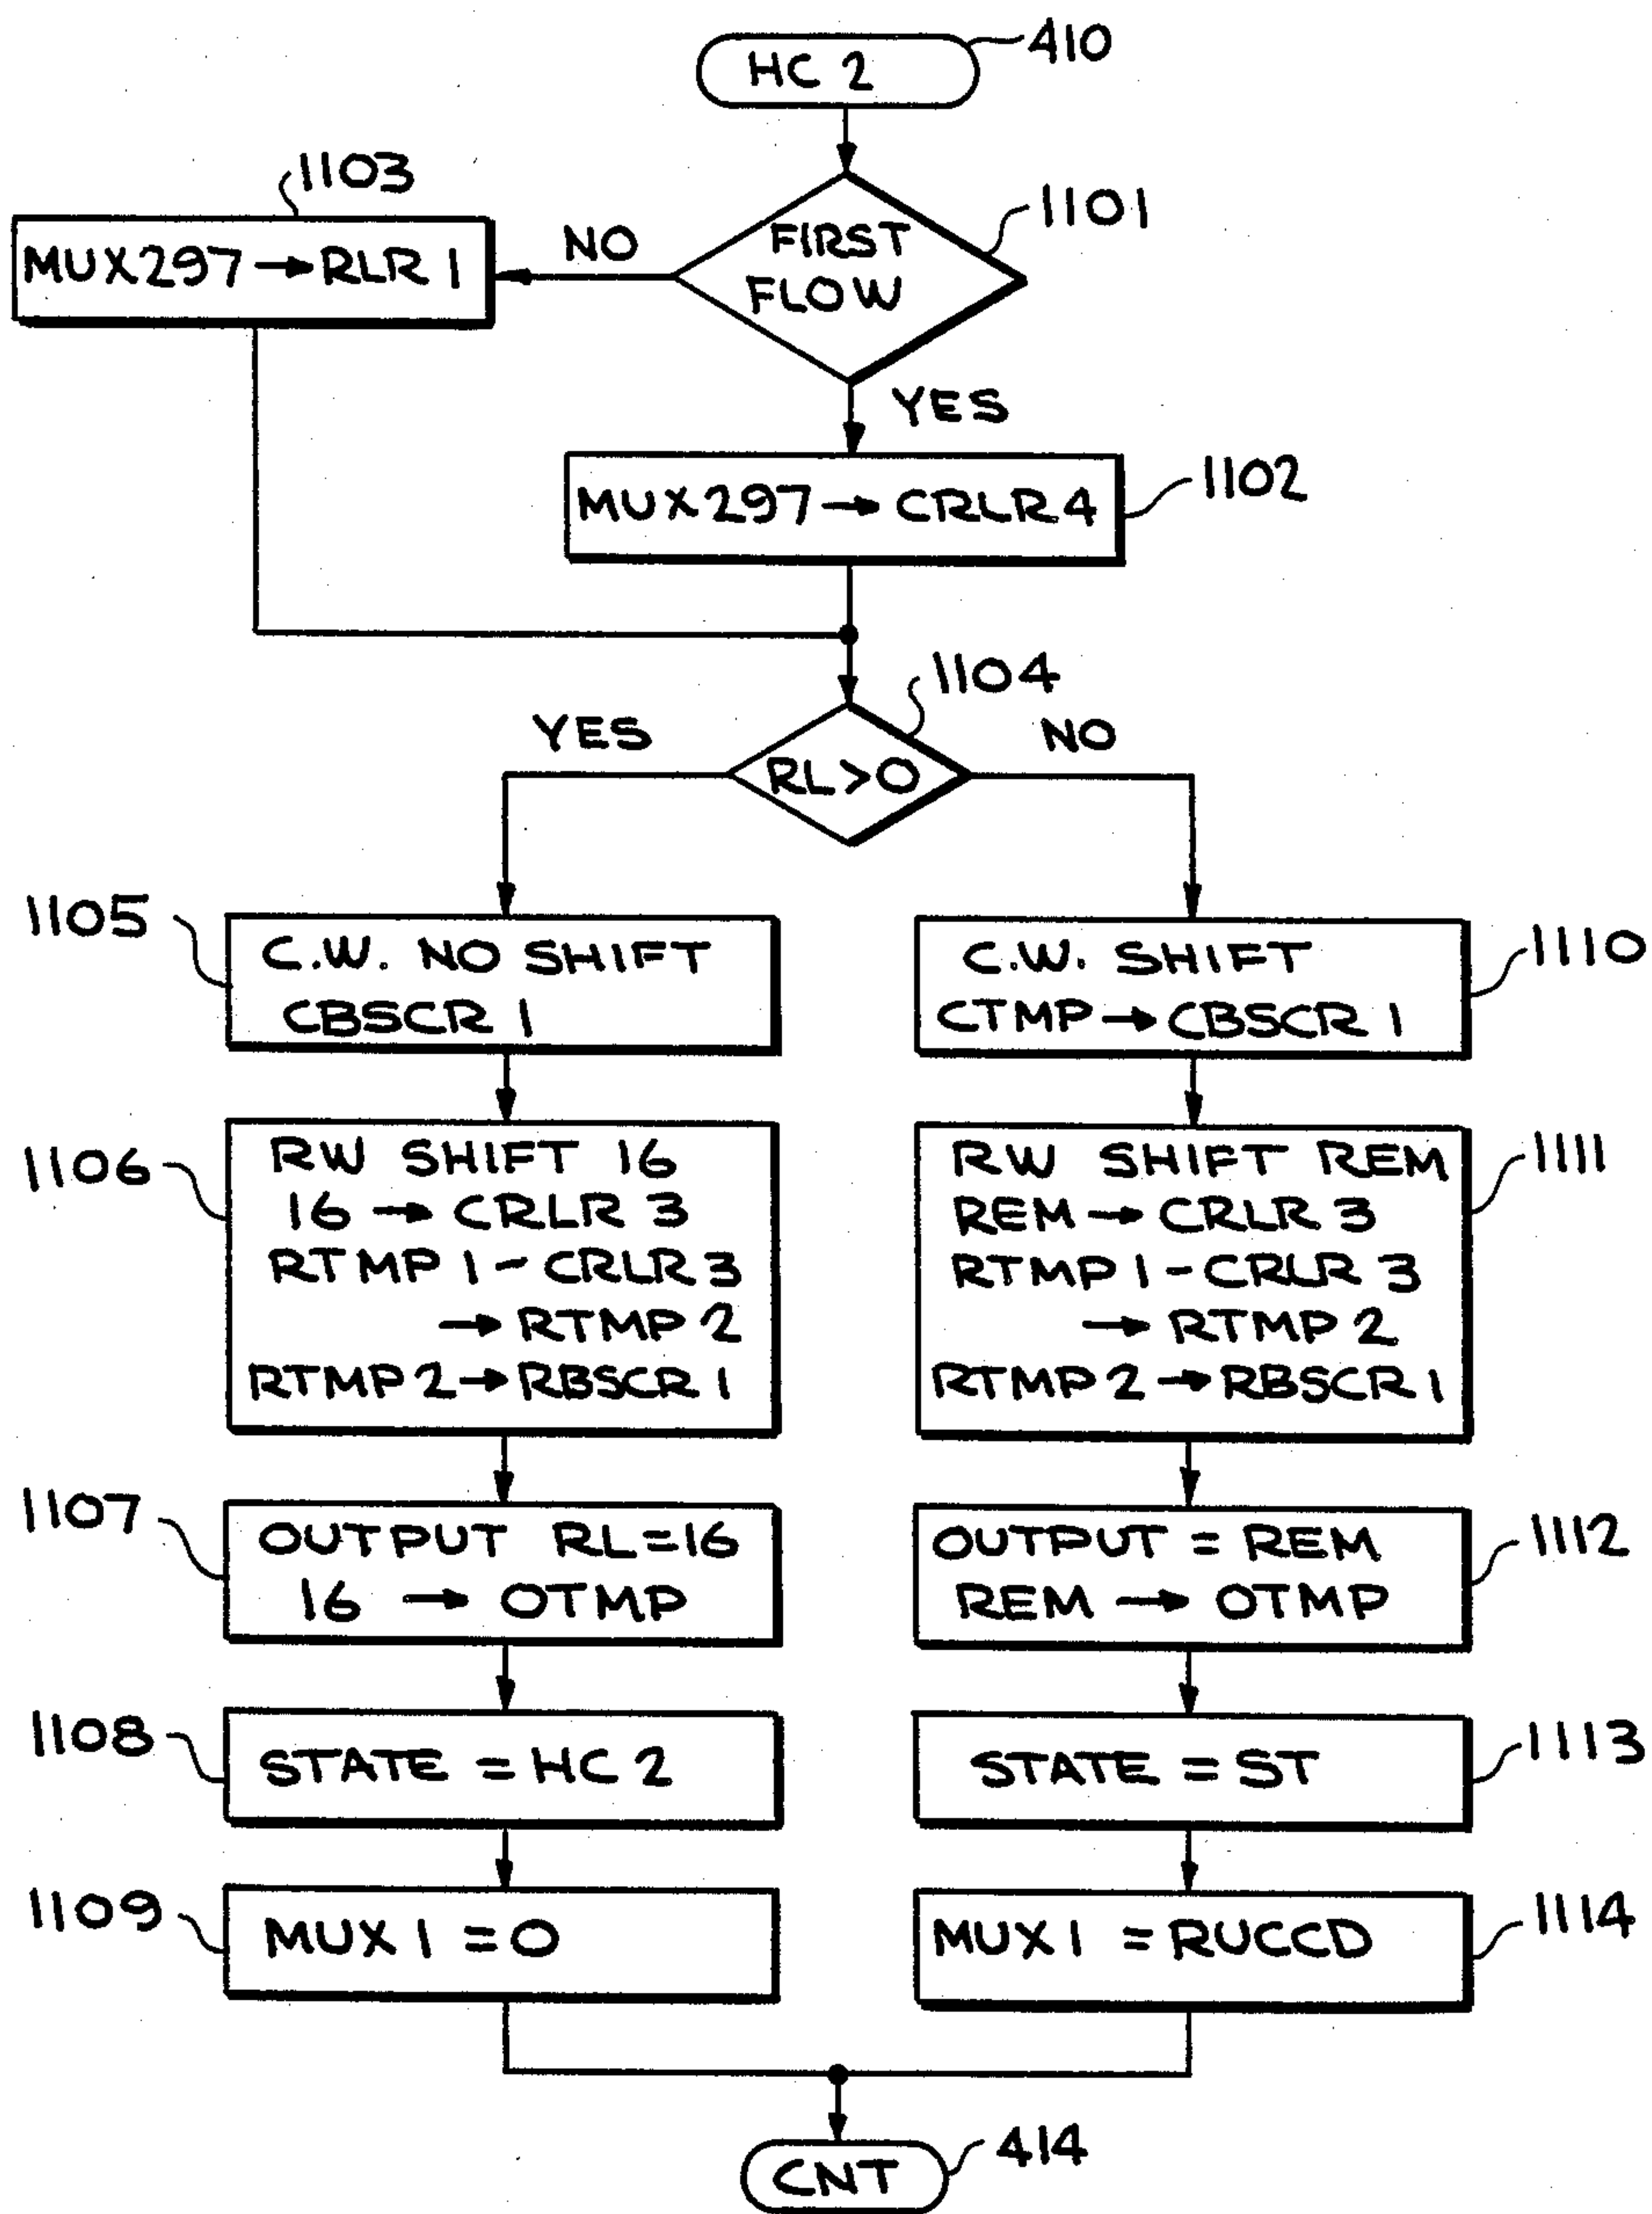 HC 2
410
1103
1101
MUX297→RLR 1
NO
FIRST
FLOW
YES
1102
MUX297→CRLR4
1104
YES
NO
RL>0
1105
C.W. NO SHIFT
CBSCR 1
C.W. SHIFT
CTMP→CBSCR 1
1110
1106
RW SHIFT 16
16 → CRLR 3
RTMP 1-CRLR 3
→ RTMP 2
RTMP 2→RBSCR 1
RW SHIFT REM
REM → CRLR 3
RTMP 1-CRLR 3
→ RTMP 2
RTMP 2→RBSCR 1
1111
1107
OUTPUT RL=16
16 → OTMP
OUTPUT = REM
REM → OTMP
1112
1108
STATE = HC 2
STATE = ST
1113
1109
MUX 1 = 0
MUX 1 = RUCCD
1114
CNT
414